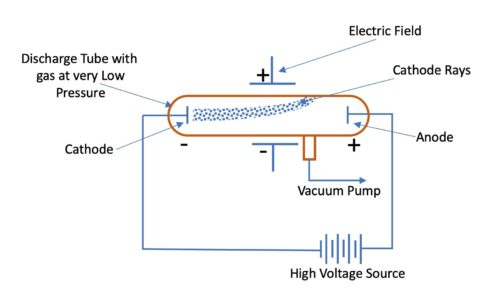 Electric Field
Discharge Tube with
gas at very Low
Pressure
+
Cathode Rays
Cathode
-
-
+
Anode
Vacuum Pump
High Voltage Source